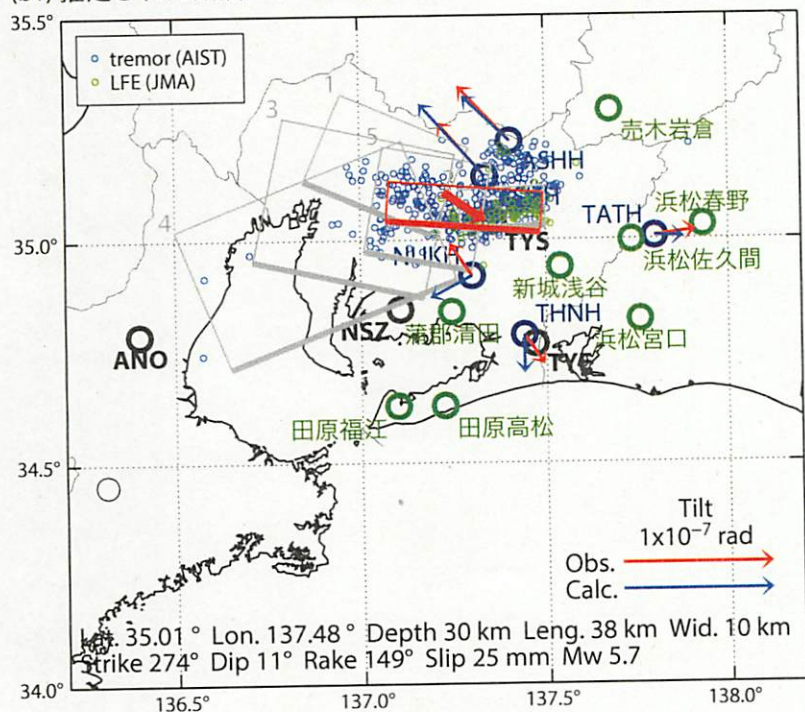 35.5°
tremor (AIST)
LFE (JMA)
1
3
5
4
売木岩倉
ASHH
浜松春野
TATH
35.0°
TYS
浜松佐久間
NUK
新城浅谷
THNH
NSZ
蒲郡清田
浜松宮口
ANO
TYE
田原福江
田原高松
34.5°
Tilt
1x10⁻⁷ rad
Obs.
Calc.
Lat. 35.01 ° Lon. 137.48 ° Depth 30 km Leng. 38 km Wid. 10 km
Strike 274° Dip 11° Rake 149° Slip 25 mm Mw 5.7
34.0°
136.5°
137.0°
137.5°
138.0°